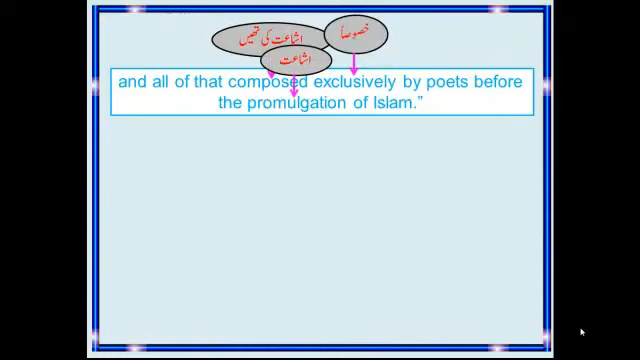 اشاعت کی تھیں
خصوصاً
اشاعت
and all of that composed exclusively by poets before
the promulgation of Islam.”